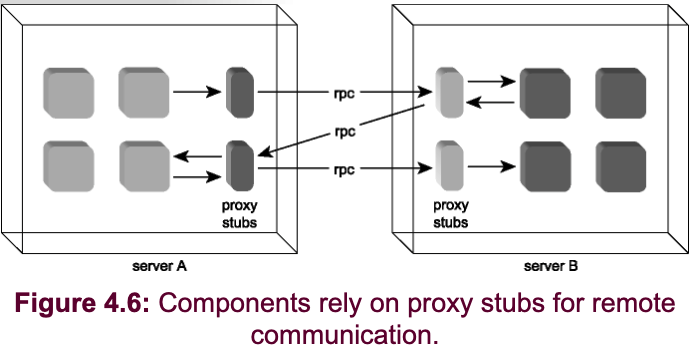 rpc
rpc
rpc
proxy
stubs
proxy
stubs
server A
server B
Figure 4.6: Components rely on proxy stubs for remote
communication.